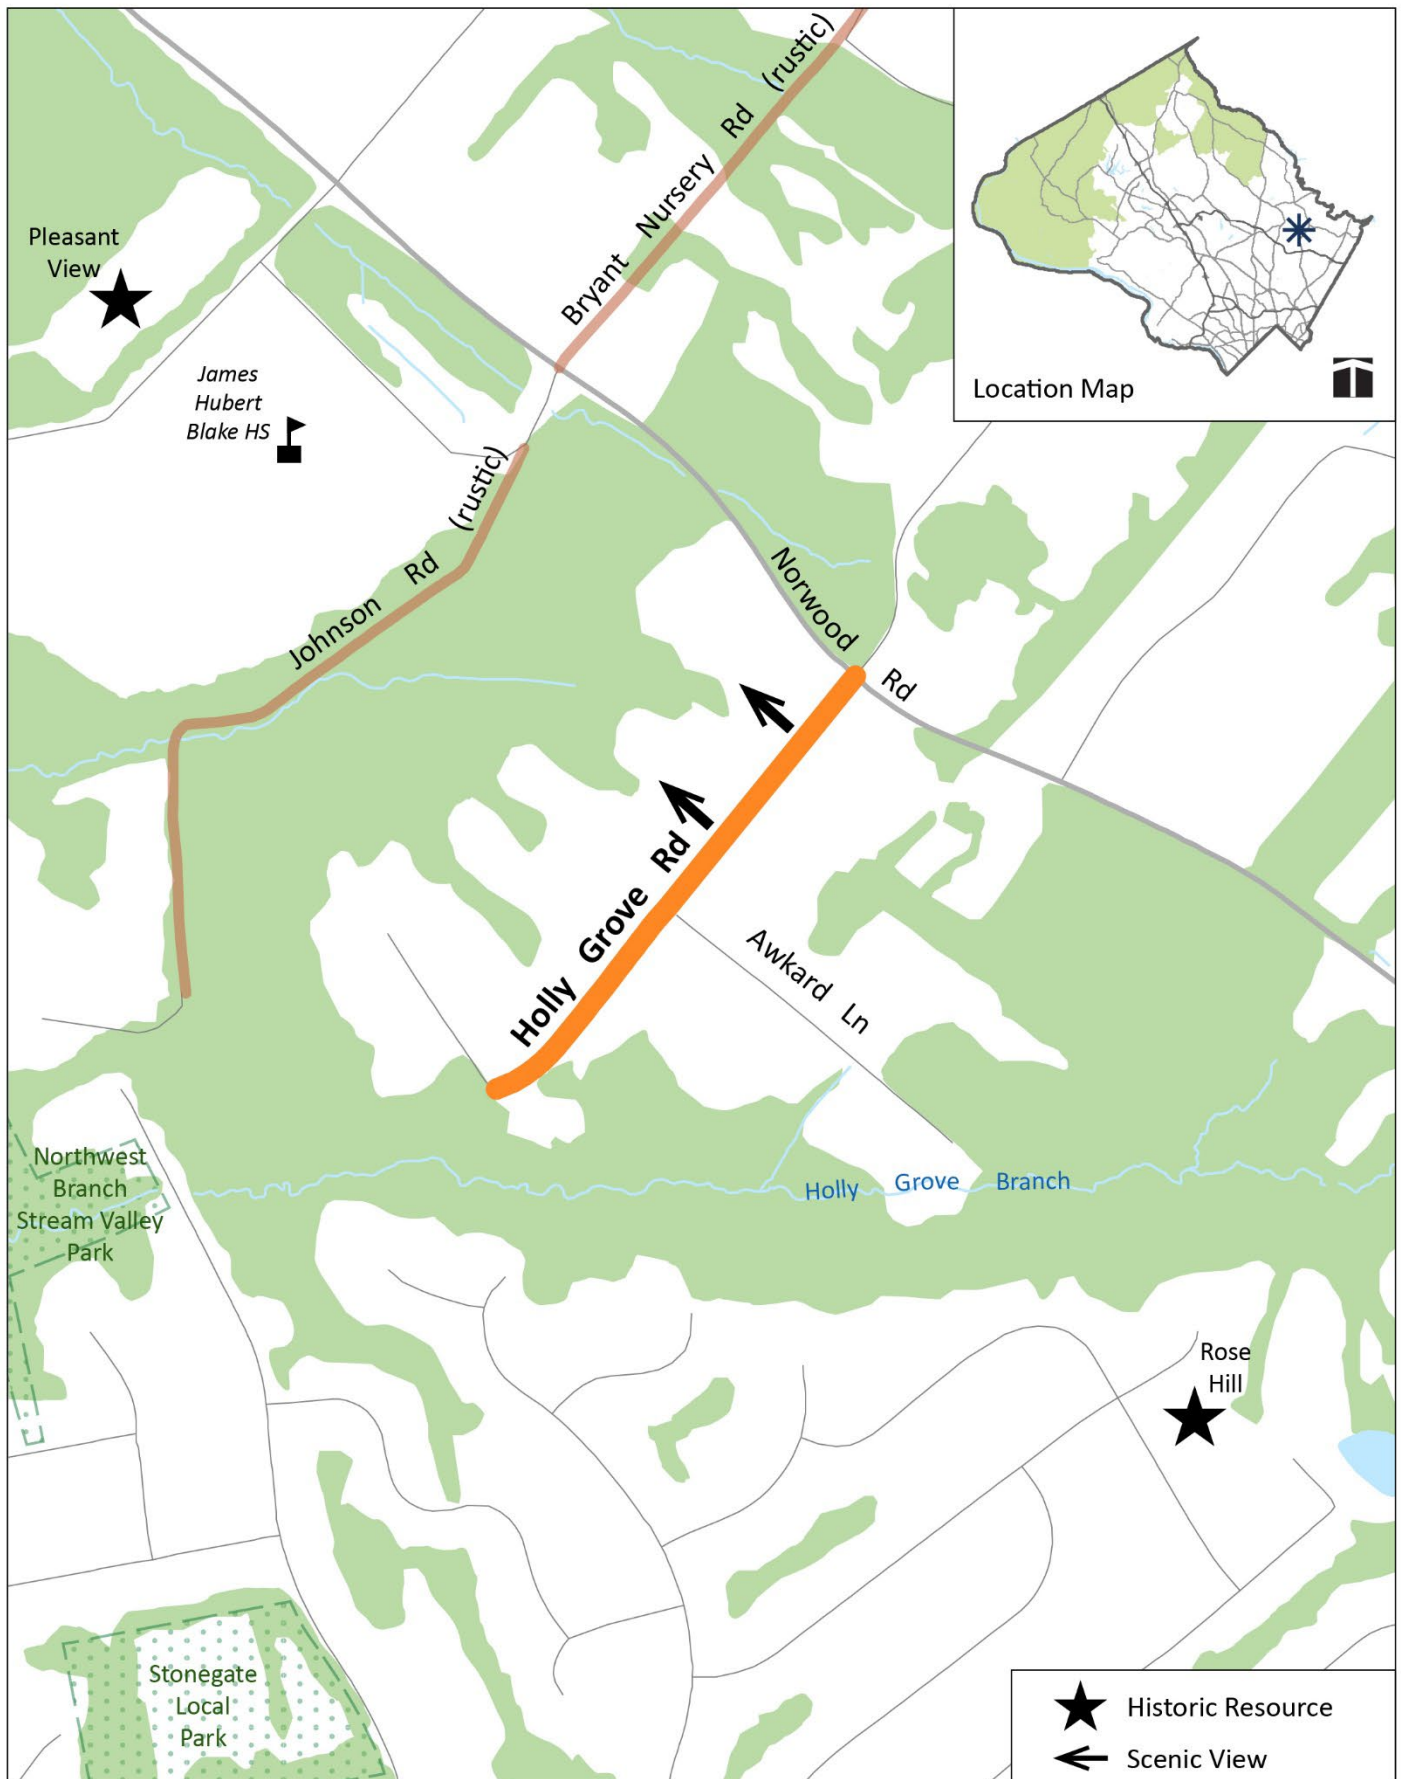 Bryant Nursery Rd (rustic)
Pleasant
View
James
Hubert
Blake HS
Location Map
Johnson Rd (rustic)
Norwood Rd
Holly Grove Rd
Awkard Ln
Northwest
Branch
Stream Valley
Park
Holly Grove Branch
Rose
Hill
Stonegate
Local
Park
Historic Resource
Scenic View